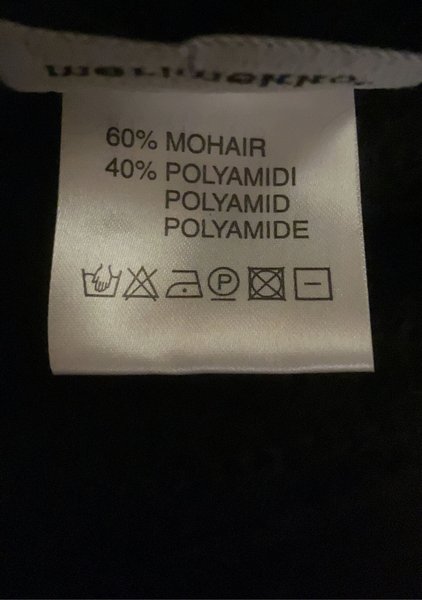 60% MOHAIR
40% POLYAMIDI
POLYAMID
POLYAMIDE
P